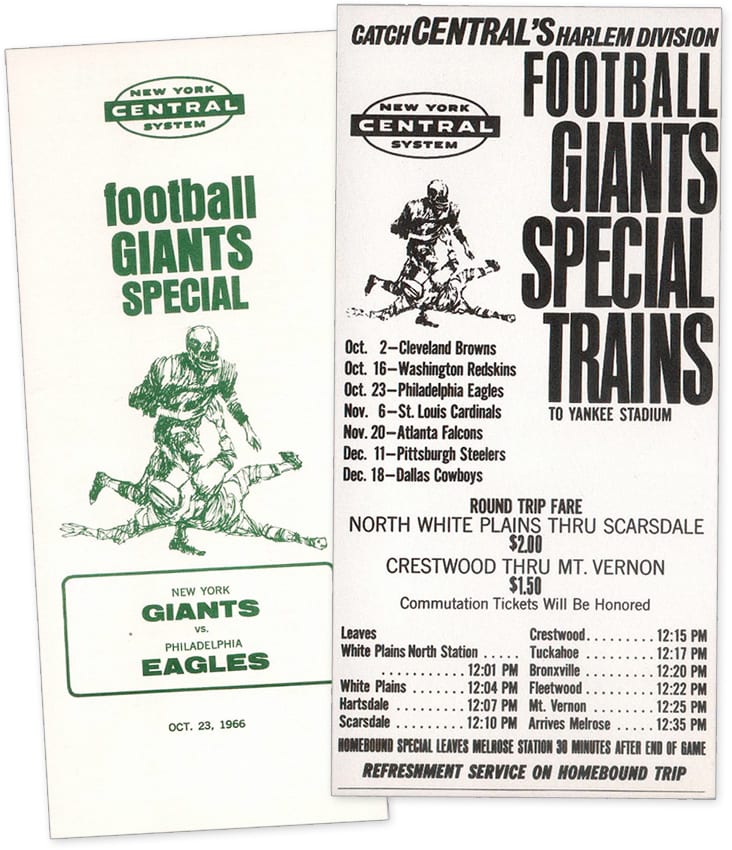 NEW YORK
CENTRAL
SYSTEM
football
GIANTS
SPECIAL
NEW YORK
GIANTS
vs.
PHILADELPHIA
EAGLES
OCT. 23, 1966
CATCH CENTRAL'S HARLEM DIVISION
FOOTBALL
GIANTS
SPECIAL
TRAINS
TO YANKEE STADIUM
NEW YORK
CENTRAL
SYSTEM
Oct. 2—Cleveland Browns
Oct. 16—Washington Redskins
Oct. 23—Philadelphia Eagles
Nov. 6—St. Louis Cardinals
Nov. 20—Atlanta Falcons
Dec. 11—Pittsburgh Steelers
Dec. 18—Dallas Cowboys
ROUND TRIP FARE
NORTH WHITE PLAINS THRU SCARSDALE
$2.00
CRESTWOOD THRU MT. VERNON
$1.50
Commutation Tickets Will Be Honored
Leaves
White Plains North Station .....
........... 12:01 PM
White Plains ....... 12:04 PM
Hartsdale ......... 12:07 PM
Scarsdale ......... 12:10 PM
Crestwood ......... 12:15 PM
Tuckahoe ......... 12:17 PM
Bronxville ......... 12:20 PM
Fleetwood ......... 12:22 PM
Mt. Vernon ........ 12:25 PM
Arrives Melrose ..... 12:35 PM
HOMEBOUND SPECIAL LEAVES MELROSE STATION 30 MINUTES AFTER END OF GAME
REFRESHMENT SERVICE ON HOMEBOUND TRIP